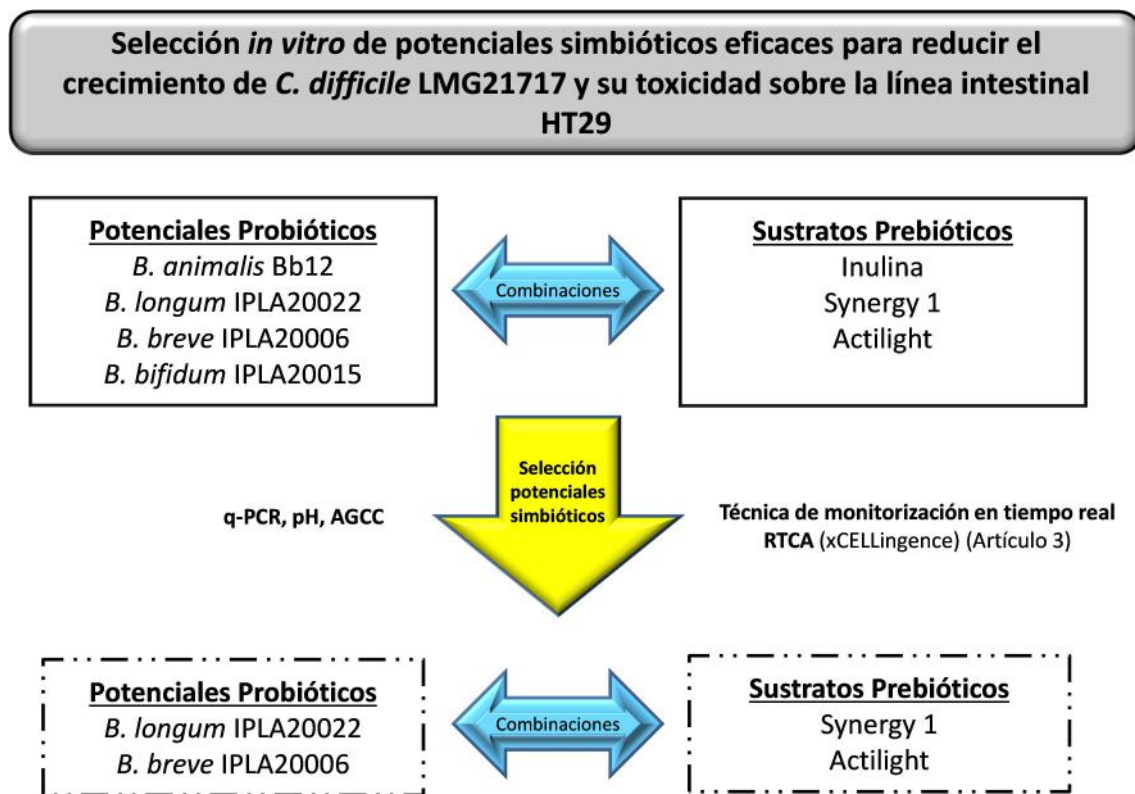 Selección in vitro de potenciales simbióticos eficaces para reducir el
crecimiento de C. difficile LMG21717 y su toxicidad sobre la línea intestinal
HT29
Potenciales Probióticos
B. animalis Bb12
B. longum IPLA20022
B. breve IPLA20006
B. bifidum IPLA20015
Combinaciones
Sustratos Prebióticos
Inulina
Synergy 1
Actilight
q-PCR, pH, AGCC
Selección
potenciales
simbióticos
Técnica de monitorización en tiempo real
RTCA (xCELLingence) (Artículo 3)
Potenciales Probióticos
B. longum IPLA20022
B. breve IPLA20006
Combinaciones
Sustratos Prebióticos
Synergy 1
Actilight